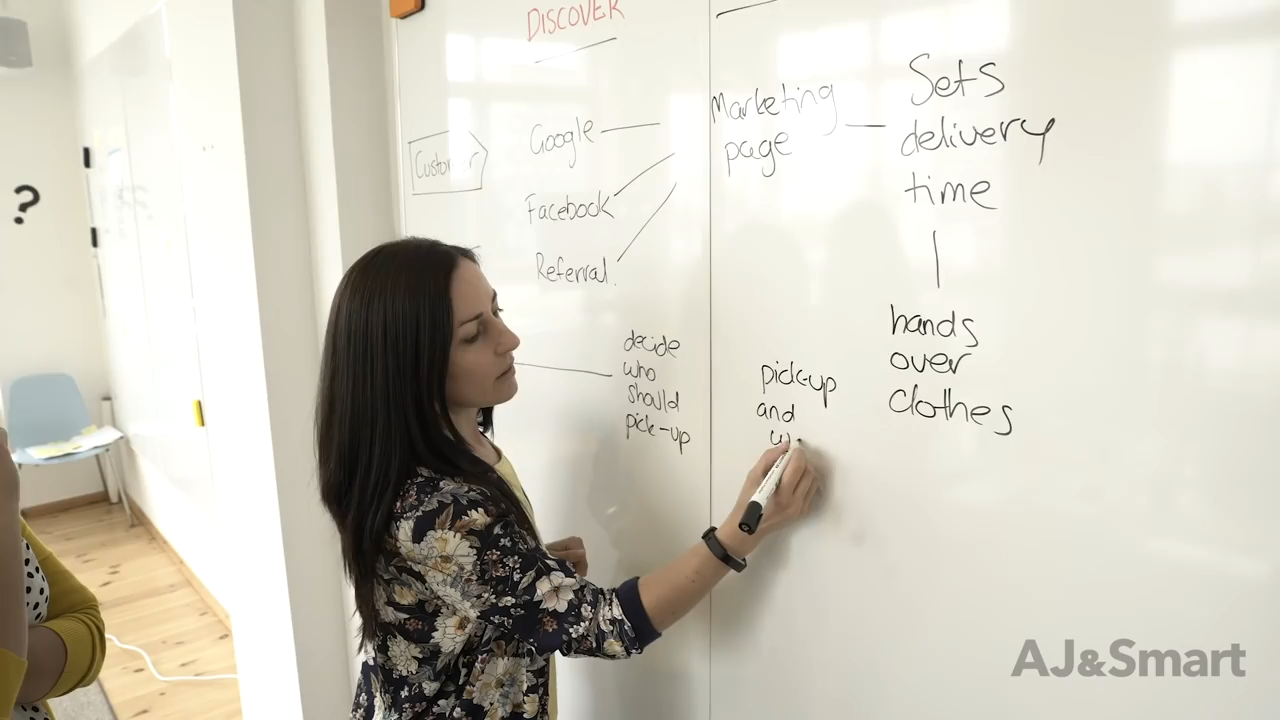 DISCOVER
Customer
Google
Facebook
Referral
Marketing
page
Sets
delivery
time
hands
over
clothes
decide
who
should
pick-up
pick-up
and
?
AJ&Smart